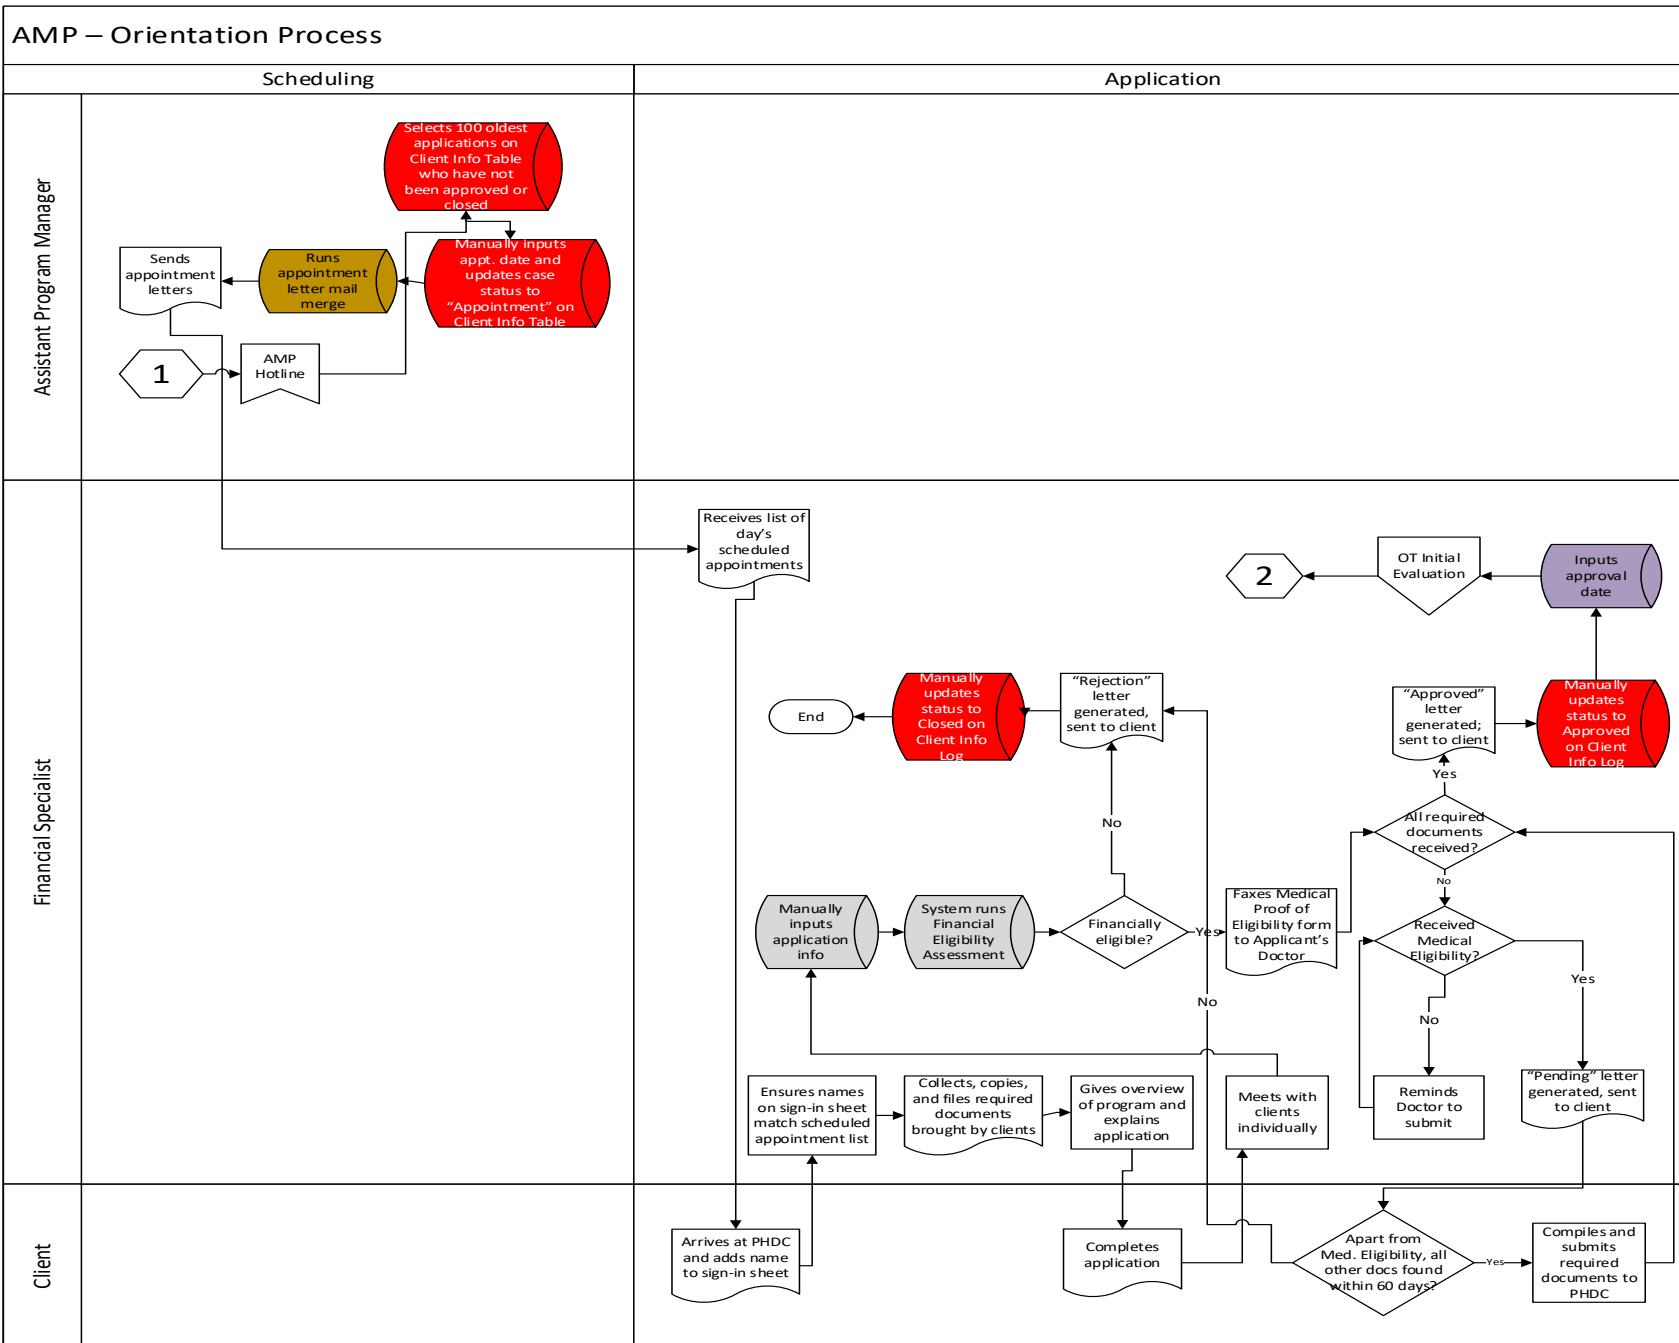 AMP – Orientation Process
Scheduling
Application
Assistant Program Manager
Selects 100 oldest
applications on
Client Info Table
who have not
been approved or
closed
Manually inputs
appt. date and
updates case
status to
“Appointment” on
Client Info Table
Runs
appointment
letter mail
merge
Sends
appointment
letters
1
AMP
Hotline
Financial Specialist
Receives list of
day’s
scheduled
appointments
2
OT Initial
Evaluation
Inputs
approval
date
End
Manually
updates
status to
Closed on
Client Info
Log
“Rejection”
letter
generated,
sent to client
“Approved”
letter
generated;
sent to client
Manually
updates
status to
Approved
on Client
Info Log
Yes
No
All required
documents
received?
No
Manually
inputs
application
info
System runs
Financial
Eligibility
Assessment
Financially
eligible?
Yes
Faxes Medical
Proof of
Eligibility form
to Applicant’s
Doctor
Received
Medical
Eligibility?
Yes
No
No
Ensures names
on sign-in sheet
match scheduled
appointment list
Collects, copies,
and files required
documents
brought by clients
Gives overview
of program and
explains
application
Meets with
clients
individually
Reminds
Doctor to
submit
“Pending” letter
generated, sent
to client
Client
Arrives at PHDC
and adds name
to sign-in sheet
Completes
application
Apart from
Med. Eligibility, all
other docs found
within 60 days?
Yes
Compiles and
submits
required
documents to
PHDC